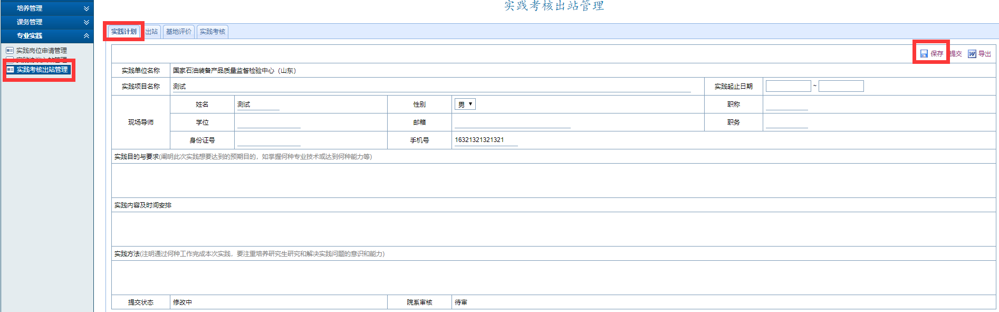 实践考核出站管理
培养管理
课务管理
专业实践
实践岗位申请管理
实践考核出站管理
实践计划 出站 基地评价 实践考核
保存 提交 导出
实践单位名称 国家石油装备产品质量监督检验中心（山东）
实践项目名称 测试 实践起止日期 ~
现场导师
姓名 测试 性别 男 职称
学位 邮箱 职务
身份证号 手机号 16321321321321
实践目的与要求(阐明此次实践想要达到的预期目的，如掌握何种专业技术或达到何种能力等)
实践内容及时间安排
实践方法(注明通过何种工作完成本次实践，要注重培养研究生研究和解决实践问题的意识和能力)
提交状态 修改中 院系审核 待审